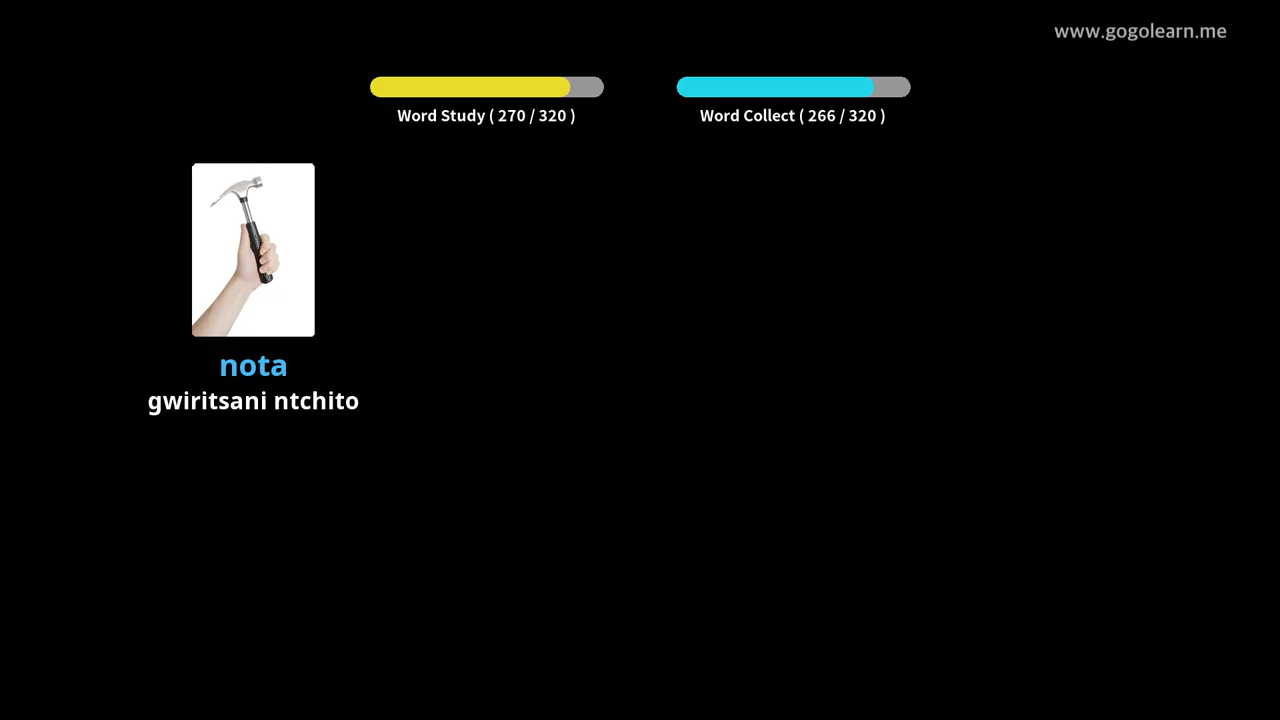 www.gogolearn.me
Word Study ( 270 / 320 )
Word Collect ( 266 / 320 )
nota
gwiritsani ntchito